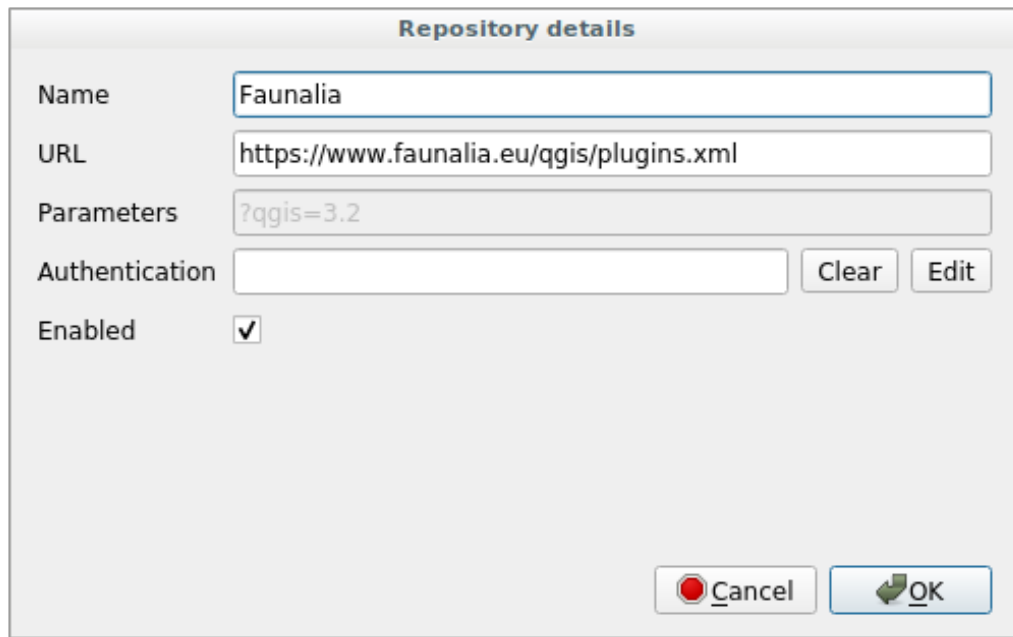 Repository details
Name Faunalia
URL https://www.faunalia.eu/qgis/plugins.xml
Parameters ?qgis=3.2
Authentication Clear Edit
Enabled
Cancel OK